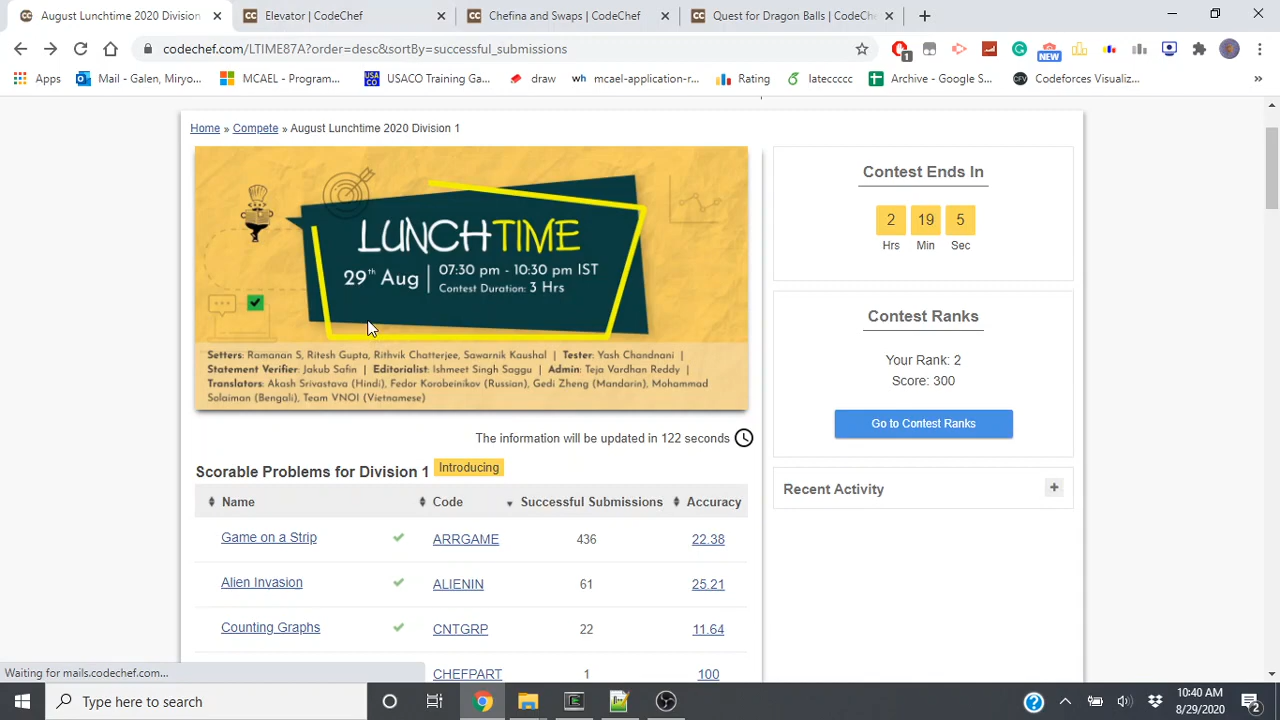 August Lunchtime 2020 Division
Elevator | CodeChef
Chefina and Swaps | CodeChef
Quest for Dragon Balls | CodeCh
codechef.com/LTIME87A?order=desc&sortBy=successful_submissions
1
NEW
Apps
Mail - Galen, Miryo...
MCAEL - Program...
USACO Training Ga...
draw
wh mcael-application-r...
Rating
lateccccc
Archive - Google S...
Codeforces Visualiz...
»
Home » Compete » August Lunchtime 2020 Division 1
LUNCHTIME
29th Aug
07:30 pm - 10:30 pm IST
Contest Duration: 3 Hrs
Setters: Ramanan S, Ritesh Gupta, Rithvik Chatterjee, Sawarnik Kaushal | Tester: Yash Chandnani |
Statement Verifier: Jakub Safin | Editorialist: Ishmeet Singh Saggu | Admin: Teja Vardhan Reddy |
Translators: Akash Srivastava (Hindi), Fedor Korobeinikov (Russian), Gedi Zheng (Mandarin), Mohammad
Solaiman (Bengali), Team VNOI (Vietnamese)
Contest Ends In
2 19 5
Hrs Min Sec
Contest Ranks
Your Rank: 2
Score: 300
Go to Contest Ranks
Recent Activity +
The information will be updated in 122 seconds
Scorable Problems for Division 1 Introducing
Name Code Successful Submissions Accuracy
Game on a Strip ARRGAME 436 22.38
Alien Invasion ALIENIN 61 25.21
Counting Graphs CNTGRP 22 11.64
CHEFPART 1 100
Waiting for mails.codechef.com...
Type here to search
10:40 AM
8/29/2020
2